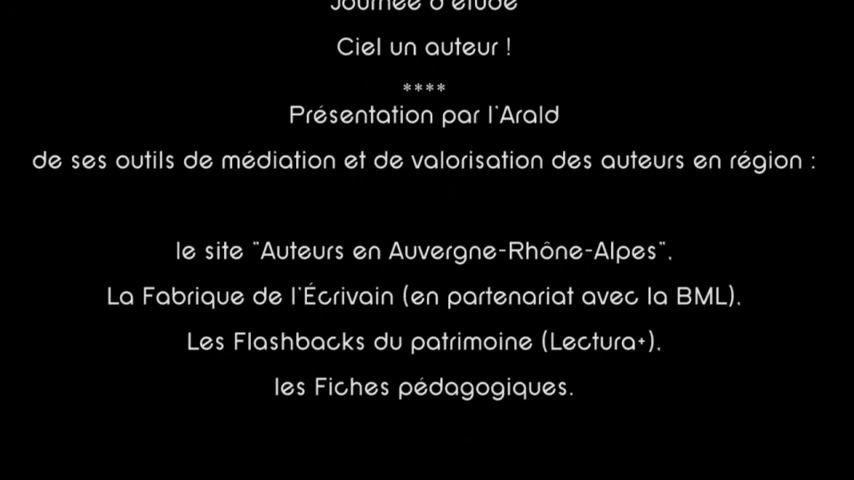 Journée d'étude
Ciel un auteur !
****
Présentation par l'Arald
de ses outils de médiation et de valorisation des auteurs en région :
le site "Auteurs en Auvergne-Rhône-Alpes",
La Fabrique de l'Écrivain (en partenariat avec la BML),
Les Flashbacks du patrimoine (Lectura+),
les Fiches pédagogiques.